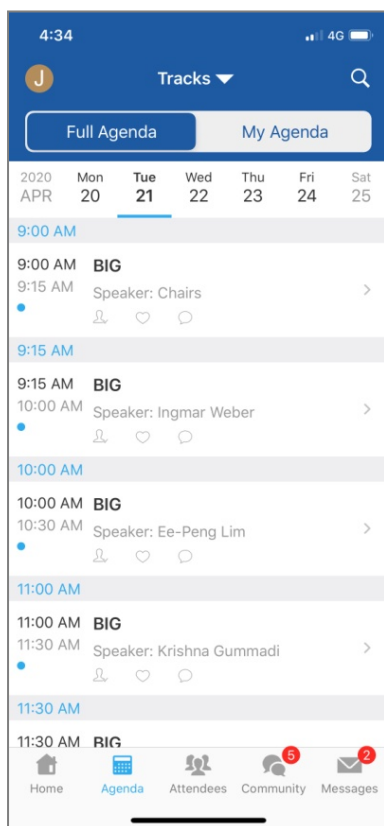 4:34
4G
J
Tracks
Full Agenda My Agenda
2020 Mon Tue Wed Thu Fri Sat
APR 20 21 22 23 24 25
9:00 AM
9:00 AM BIG
9:15 AM Speaker: Chairs
9:15 AM
9:15 AM BIG
10:00 AM Speaker: Ingmar Weber
10:00 AM
10:00 AM BIG
10:30 AM Speaker: Ee-Peng Lim
11:00 AM
11:00 AM BIG
11:30 AM Speaker: Krishna Gummadi
11:30 AM
11:30 AM BIG
5 2
Home Agenda Attendees Community Messages